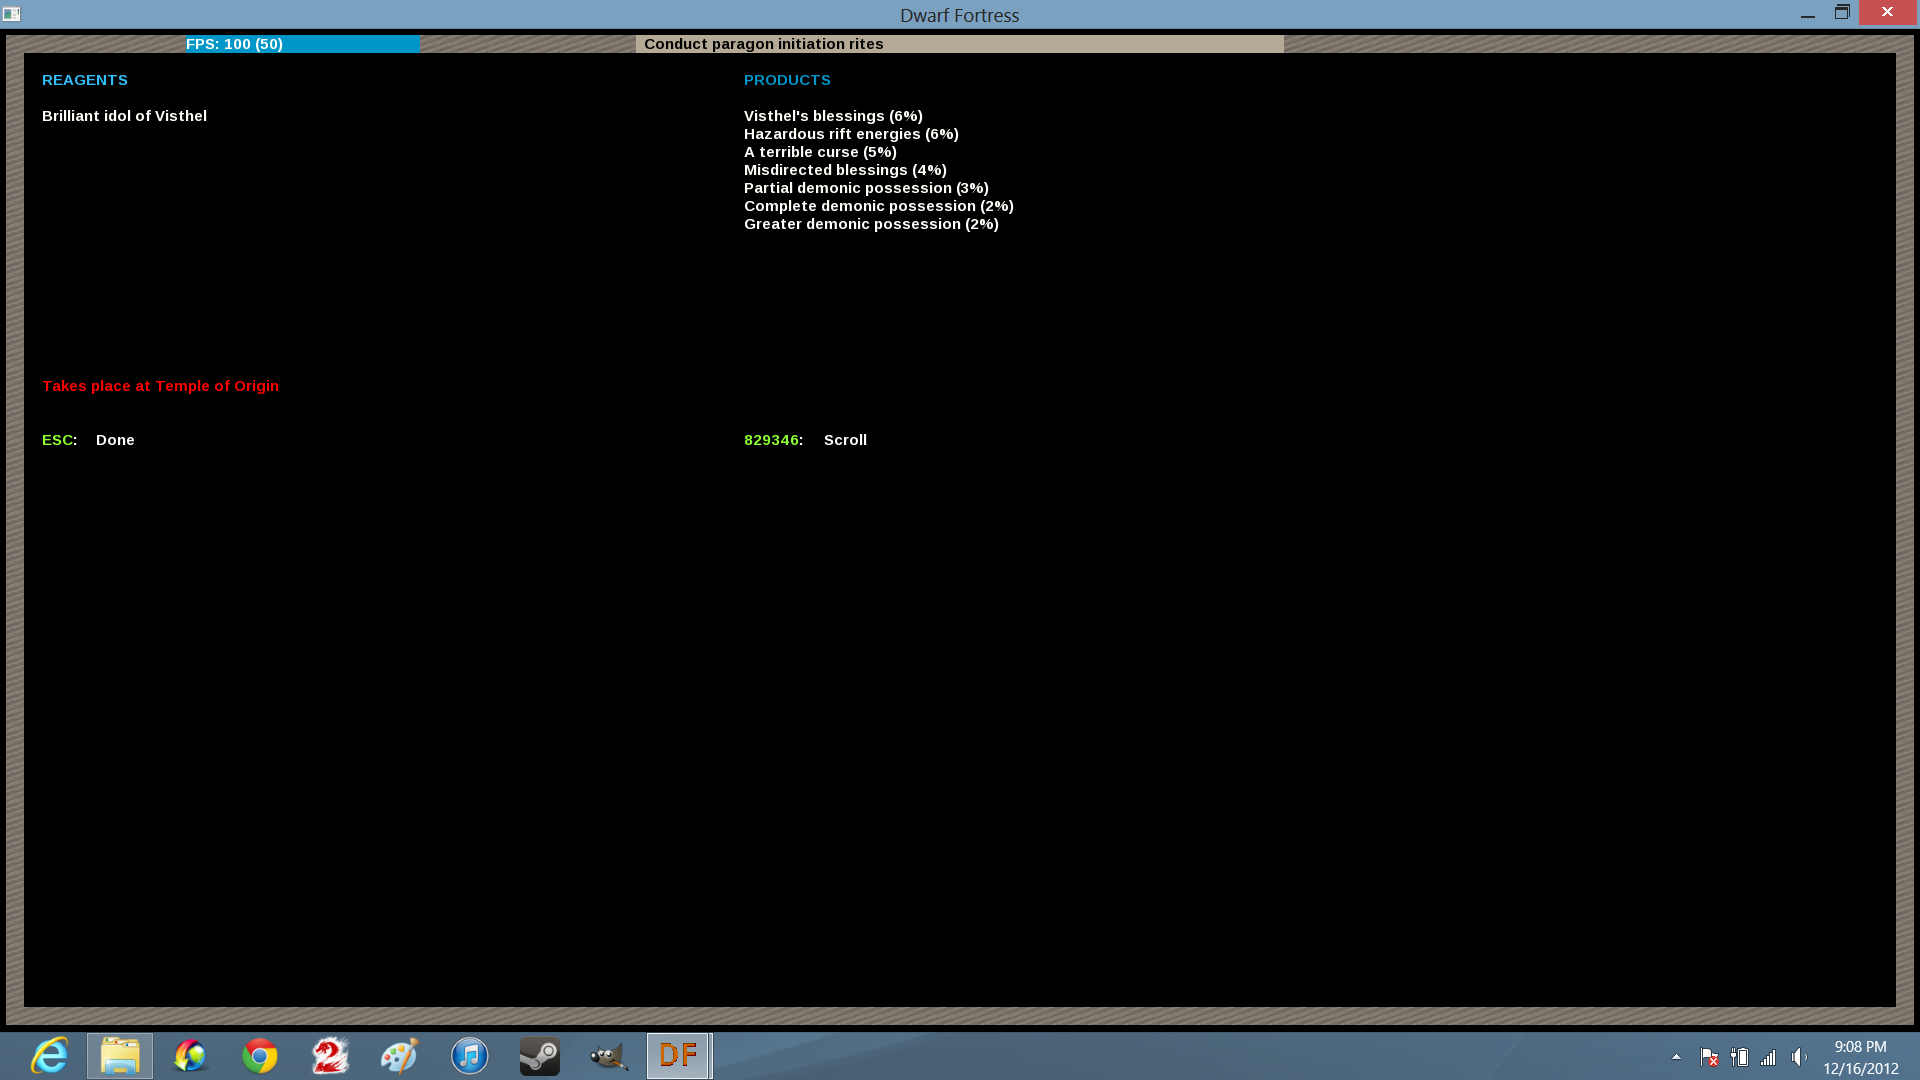 Dwarf Fortress
FPS: 100 (50)
Conduct paragon initiation rites
REAGENTS
PRODUCTS
Brilliant idol of Visthel
Visthel's blessings (6%)
Hazardous rift energies (6%)
A terrible curse (5%)
Misdirected blessings (4%)
Partial demonic possession (3%)
Complete demonic possession (2%)
Greater demonic possession (2%)
Takes place at Temple of Origin
ESC: Done
829346: Scroll
DF
9:08 PM
12/16/2012